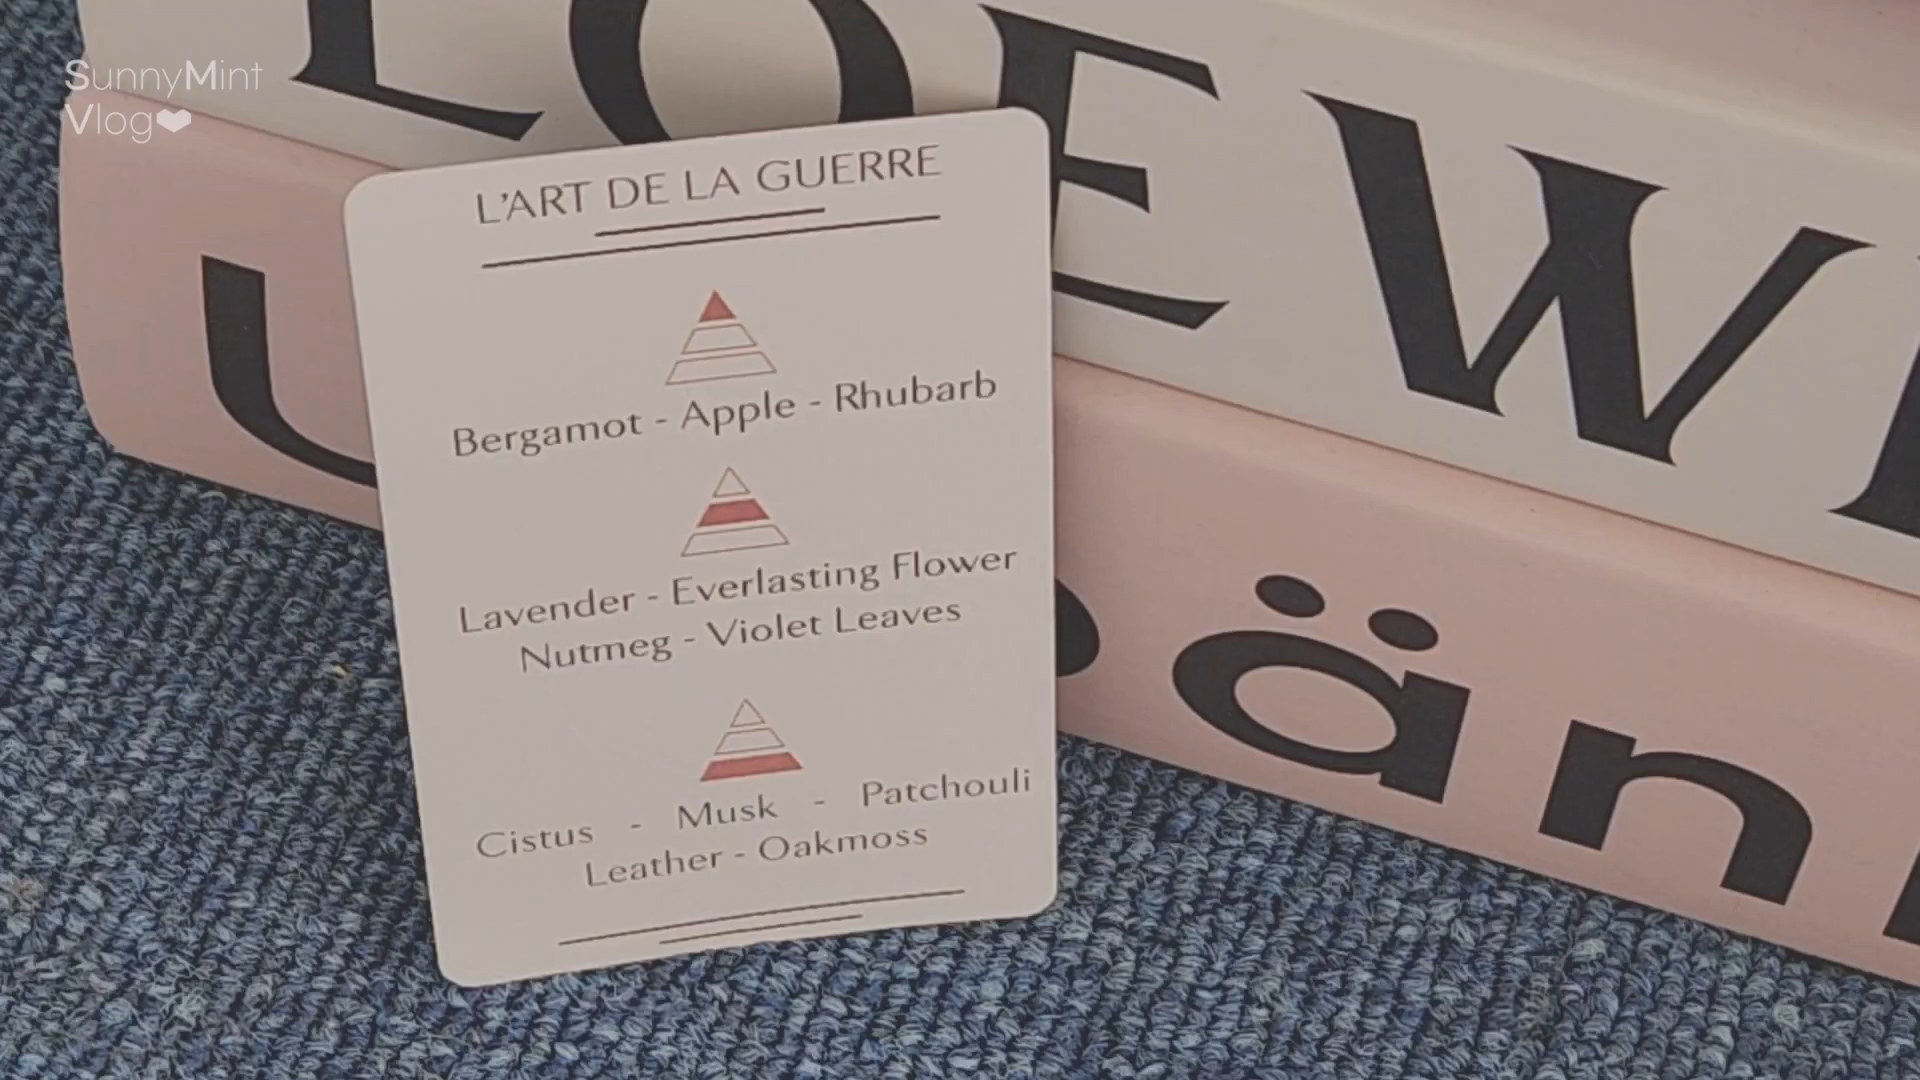 SunnyMint
Vlog
LOEWE
L'ART DE LA GUERRE
Bergamot - Apple - Rhubarb
Lavender - Everlasting Flower
Nutmeg - Violet Leaves
Cistus - Musk - Patchouli
Leather - Oakmoss